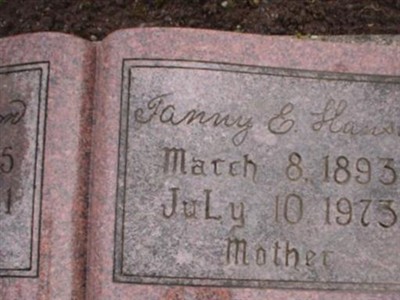 Fanny E.
March 8, 1893
July 10 1973
Mother